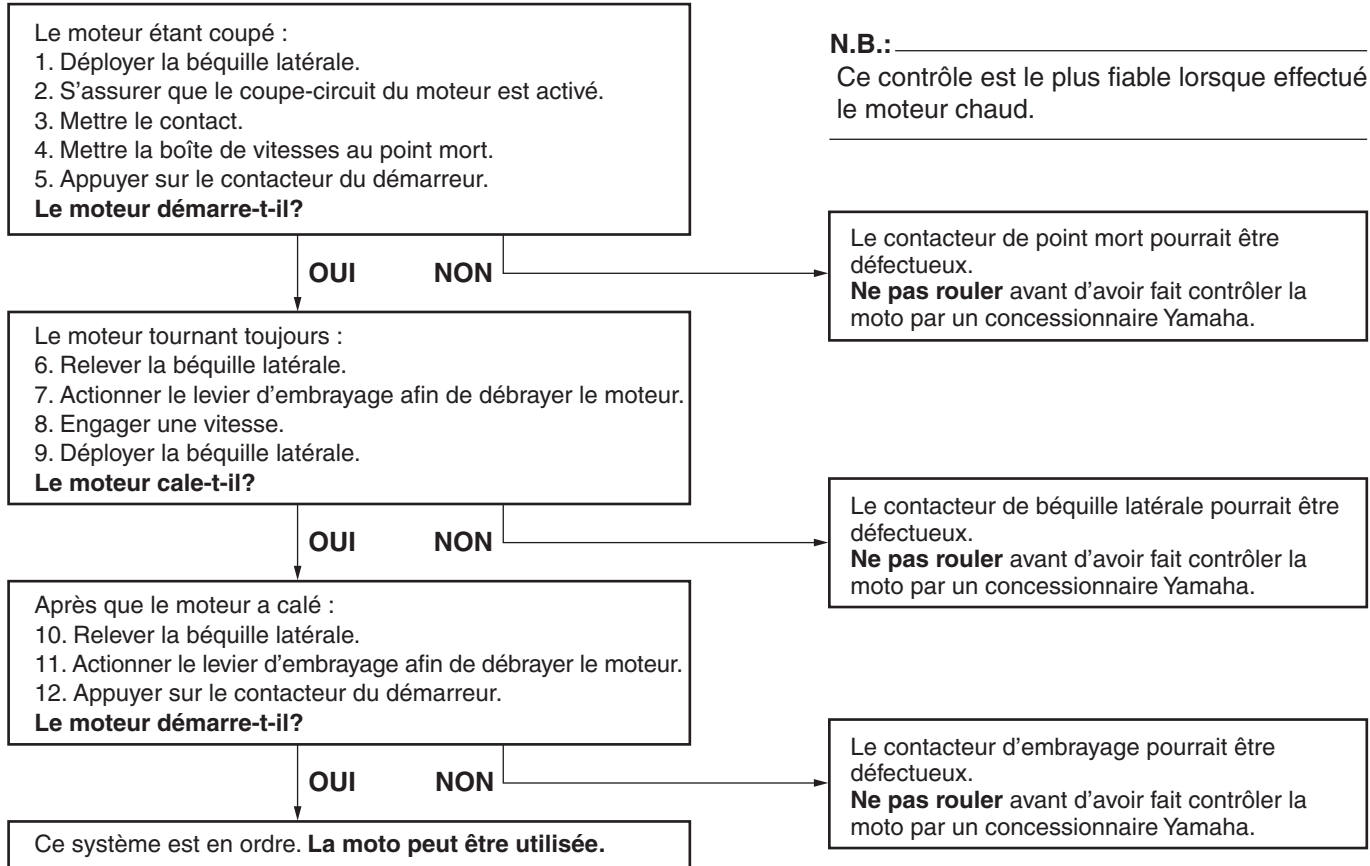 Le moteur étant coupé :
1. Déployer la béquille latérale.
2. S'assurer que le coupe-circuit du moteur est activé.
3. Mettre le contact.
4. Mettre la boîte de vitesses au point mort.
5. Appuyer sur le contacteur du démarreur.
Le moteur démarre-t-il?
N.B.:
Ce contrôle est le plus fiable lorsque effectué
le moteur chaud.
OUI NON
Le contacteur de point mort pourrait être
défectueux.
Ne pas rouler avant d'avoir fait contrôler la
moto par un concessionnaire Yamaha.
Le moteur tournant toujours :
6. Relever la béquille latérale.
7. Actionner le levier d'embrayage afin de débrayer le moteur.
8. Engager une vitesse.
9. Déployer la béquille latérale.
Le moteur cale-t-il?
OUI NON
Le contacteur de béquille latérale pourrait être
défectueux.
Ne pas rouler avant d'avoir fait contrôler la
moto par un concessionnaire Yamaha.
Après que le moteur a calé :
10. Relever la béquille latérale.
11. Actionner le levier d'embrayage afin de débrayer le moteur.
12. Appuyer sur le contacteur du démarreur.
Le moteur démarre-t-il?
OUI NON
Le contacteur d'embrayage pourrait être
défectueux.
Ne pas rouler avant d'avoir fait contrôler la
moto par un concessionnaire Yamaha.
Ce système est en ordre. La moto peut être utilisée.